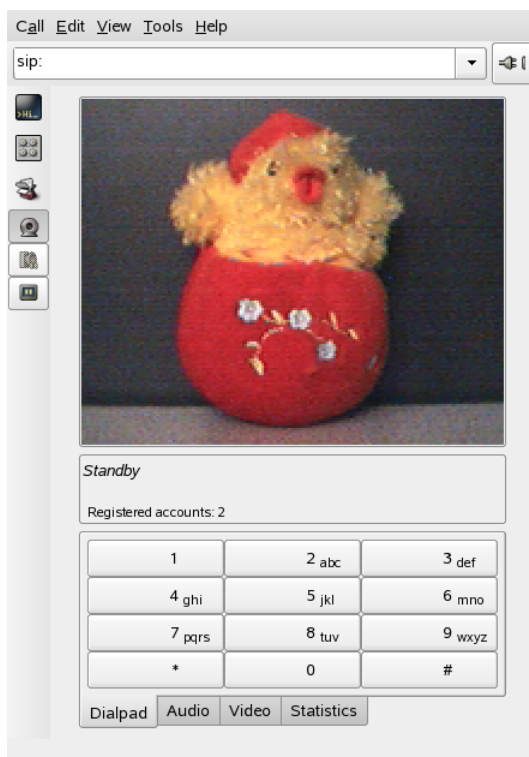 Call Edit View Tools Help
sip:
>Hi_
Standby
Registered accounts: 2
1 2 abc 3 def
4 ghi 5 jkl 6 mno
7 pqrs 8 tuv 9 wxyz
* 0 #
Dialpad Audio Video Statistics